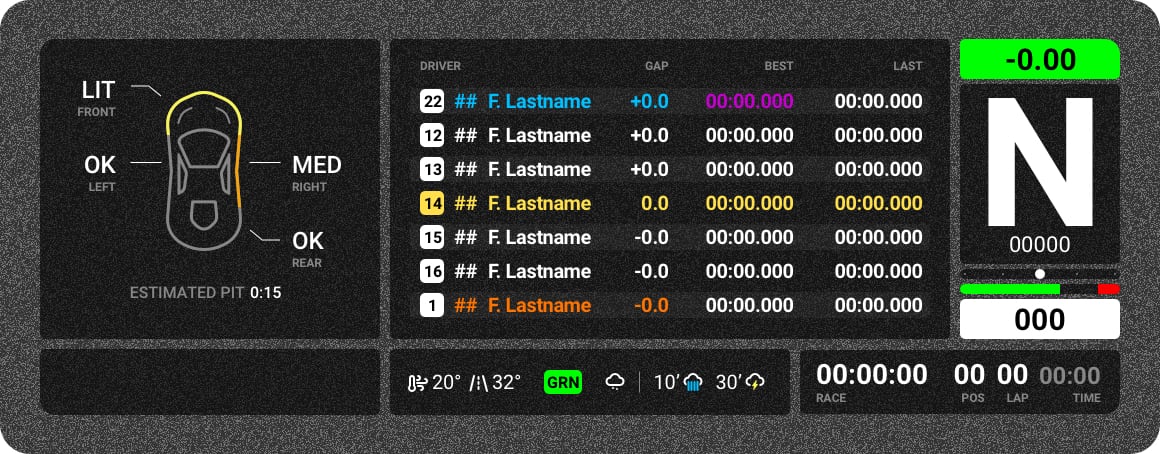 LIT
FRONT
OK
LEFT
MED
RIGHT
OK
REAR
ESTIMATED PIT 0:15
DRIVER GAP BEST LAST
22 ## F. Lastname +0.0 00:00.000 00:00.000
12 ## F. Lastname +0.0 00:00.000 00:00.000
13 ## F. Lastname +0.0 00:00.000 00:00.000
14 ## F. Lastname 0.0 00:00.000 00:00.000
15 ## F. Lastname -0.0 00:00.000 00:00.000
16 ## F. Lastname -0.0 00:00.000 00:00.000
1 ## F. Lastname -0.0 00:00.000 00:00.000
-0.00
N
00000
000
20° 32° GRN 10’ 30’
00:00:00 00 00 00:00
RACE POS LAP TIME